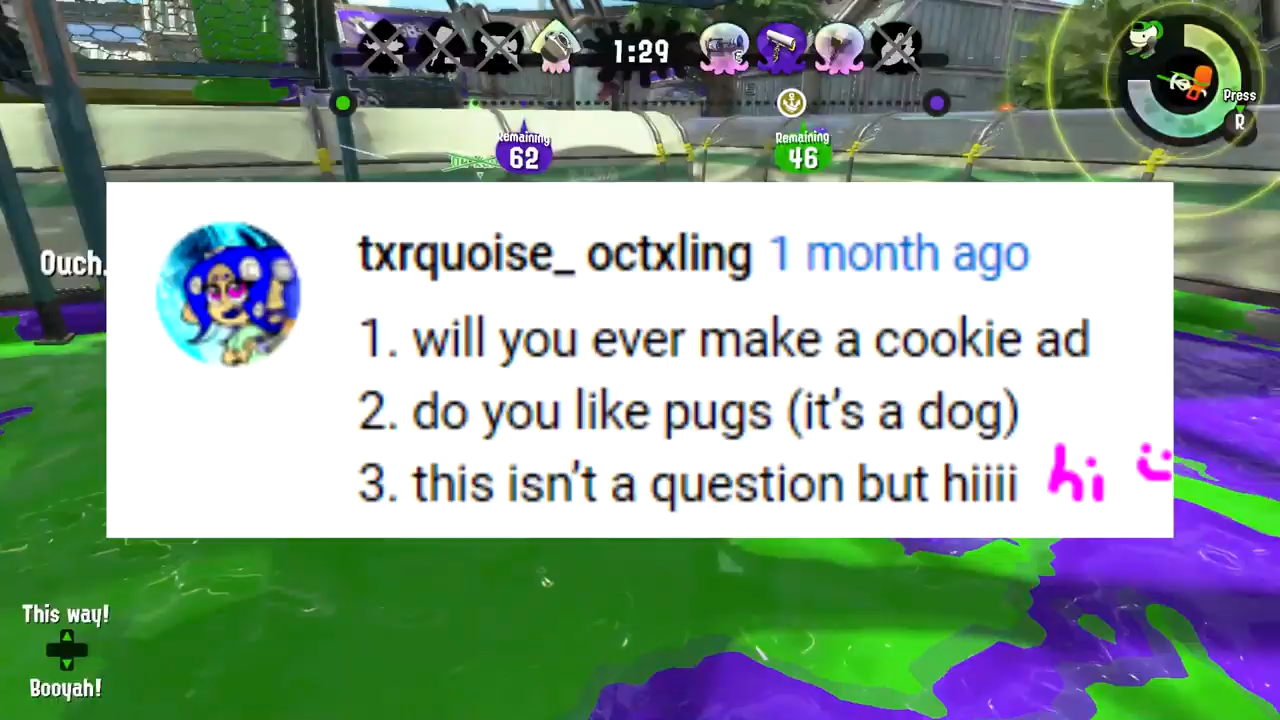 1:29
Press
R
Remaining
62
Remaining
46
Ouch.
txrquoise_ octxling 1 month ago
1. will you ever make a cookie ad
2. do you like pugs (it's a dog)
3. this isn't a question but hiiii hi
This way!
Booyah!